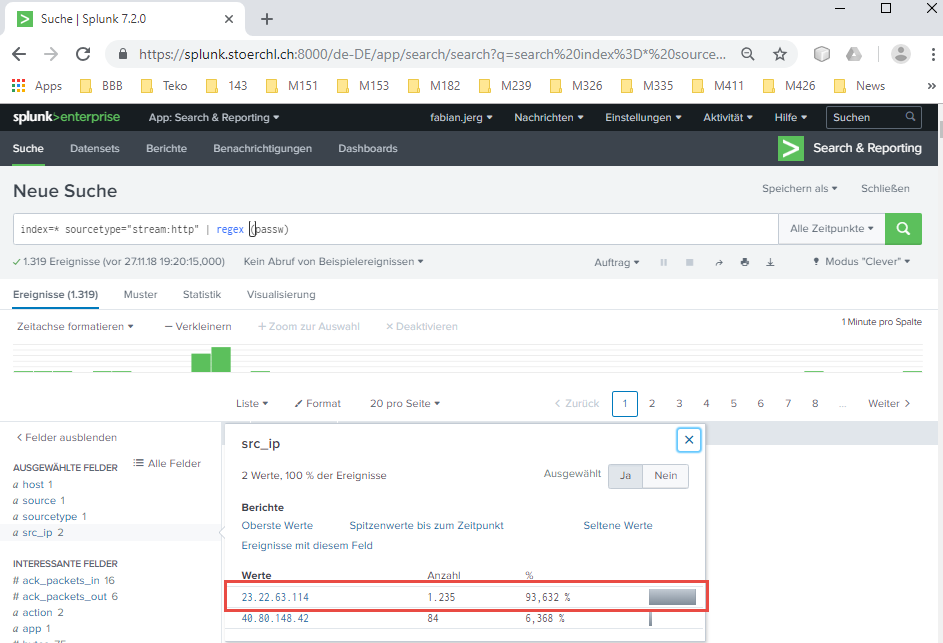 Suche | Splunk 7.2.0
https://splunk.stoerchl.ch:8000/de-DE/app/search/search?q=search%20index%3D*%20source...
Apps BBB Teko 143 M151 M153 M182 M239 M326 M335 M411 M426 News »
splunk>enterprise App: Search & Reporting fabian.jerg Nachrichten Einstellungen Aktivität Hilfe Suchen
Suche Datensets Berichte Benachrichtigungen Dashboards Search & Reporting
Neue Suche Speichern als Schließen
index=* sourcetype="stream:http" | regex (passw) Alle Zeitpunkte
1.319 Ereignisse (vor 27.11.18 19:20:15,000) Kein Abruf von Beispielereignissen Auftrag Modus "Clever"
Ereignisse (1.319) Muster Statistik Visualisierung
Zeitachse formatieren — Verkleinern + Zoom zur Auswahl × Deaktivieren 1 Minute pro Spalte
Liste Format 20 pro Seite < Zurück 1 2 3 4 5 6 7 8 ... Weiter >
< Felder ausblenden
AUSGEWÄHLTE FELDER Alle Felder
a host 1
a source 1
a sourcetype 1
a src_ip 2
INTERESSANTE FELDER
# ack_packets_in 16
# ack_packets_out 6
a action 2
a app 1
src_ip
2 Werte, 100 % der Ereignisse Ausgewählt Ja Nein
Berichte
Oberste Werte Spitzenwerte bis zum Zeitpunkt Seltene Werte
Ereignisse mit diesem Feld
Werte Anzahl %
23.22.63.114 1.235 93,632 %
40.80.148.42 84 6,368 %